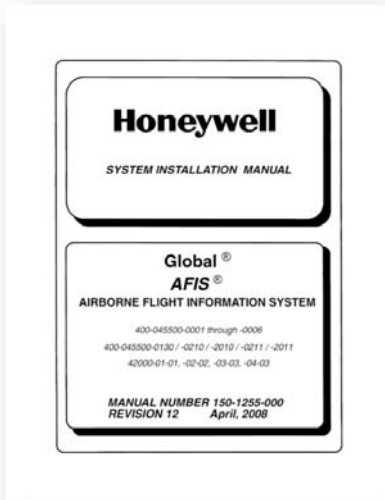 Honeywell
SYSTEM INSTALLATION MANUAL
Global ®
AFIS ®
AIRBORNE FLIGHT INFORMATION SYSTEM
400-045500-0001 through -0006
400-045500-0130 / -0210 / -2010 / -0211 / -2011
42000-01-01, -02-02, -03-03, -04-03
MANUAL NUMBER 150-1255-000
REVISION 12 April, 2008